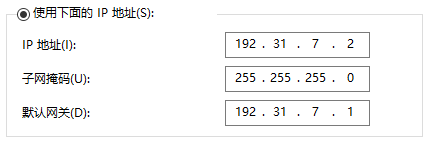 使用下面的 IP 地址(S):
IP 地址(I): 192 . 31 . 7 . 2
子网掩码(U): 255 . 255 . 255 . 0
默认网关(D): 192 . 31 . 7 . 1